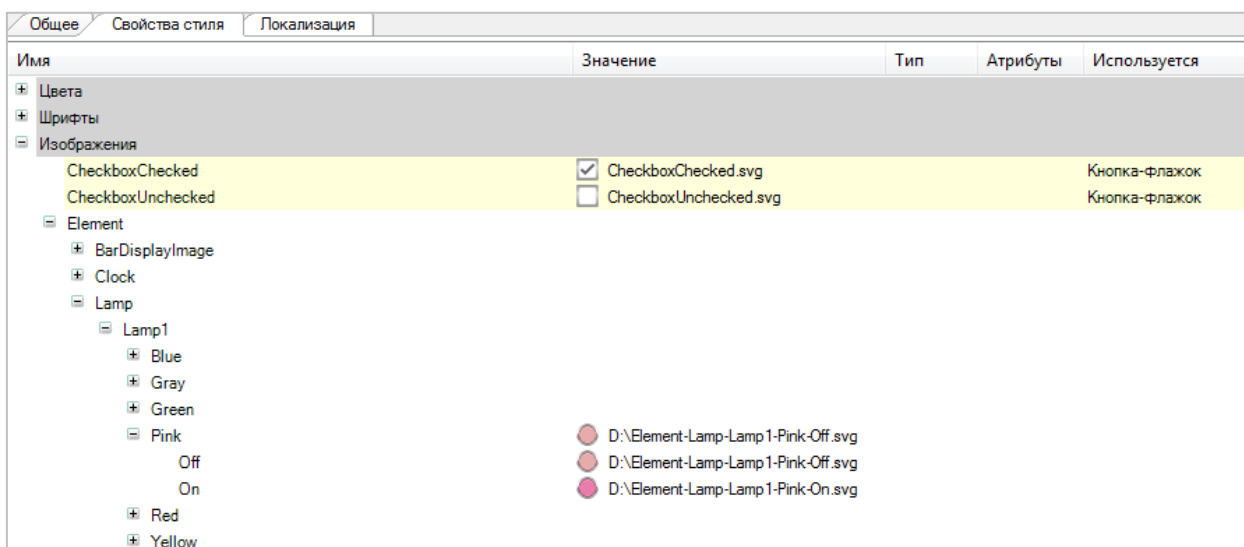 Общее Свойства стиля Локализация
Имя Значение Тип Атрибуты Используется
Цвета
Шрифты
Изображения
CheckboxChecked CheckboxChecked.svg Кнопка-флажок
CheckboxUnchecked CheckboxUnchecked.svg Кнопка-флажок
Element
BarDisplayImage
Clock
Lamp
Lamp1
Blue
Gray
Green
Pink D:\Element-Lamp-Lamp1-Pink-Off.svg
Off D:\Element-Lamp-Lamp1-Pink-Off.svg
On D:\Element-Lamp-Lamp1-Pink-On.svg
Red
Yellow